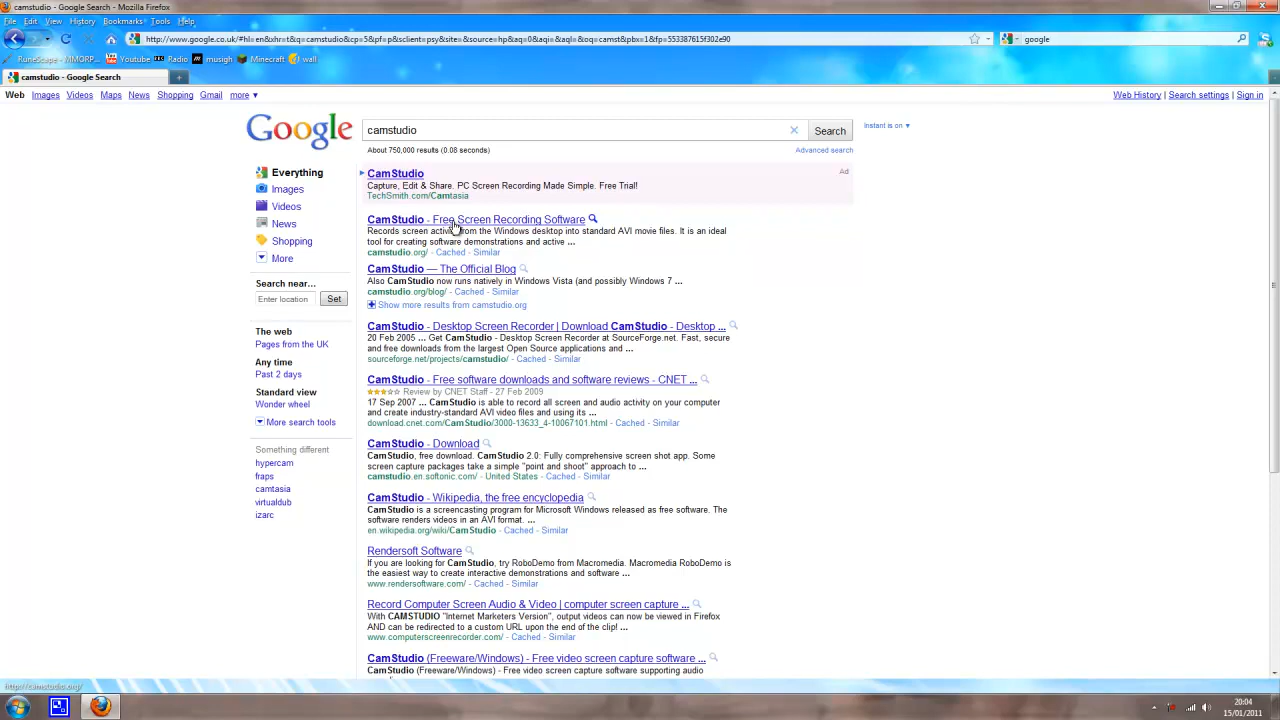 camstudio - Google Search - Mozilla Firefox
File Edit View History Bookmarks Tools Help
http://www.google.co.uk/#hl=en&xhr=t&q=camstudio&cp=5&pf=p&sclient=psy&site=&source=hp&aq=0&aqi=&aql=&oq=camst&pbx=1&fp=553387615f302e90
google
RuneScape - MMORP... Youtube Radio musigh Minecraft wall
camstudio - Google Search
Web Images Videos Maps News Shopping Gmail more
Web History | Search settings | Sign in
Google
camstudio
Search
Instant is on
About 750,000 results (0.08 seconds)
Advanced search
Everything
Images
Videos
News
Shopping
More
Search near...
Enter location
Set
The web
Pages from the UK
Any time
Past 2 days
Standard view
Wonder wheel
More search tools
Something different
hypercam
fraps
camtasia
virtualdub
izarc
CamStudio
Ad
Capture, Edit & Share. PC Screen Recording Made Simple. Free Trial!
TechSmith.com/Camtasia
CamStudio - Free Screen Recording Software
Records screen activity from the Windows desktop into standard AVI movie files. It is an ideal
tool for creating software demonstrations and active ...
camstudio.org/ - Cached - Similar
CamStudio — The Official Blog
Also CamStudio now runs natively in Windows Vista (and possibly Windows 7 ...
camstudio.org/blog/ - Cached - Similar
Show more results from camstudio.org
CamStudio - Desktop Screen Recorder | Download CamStudio - Desktop ...
20 Feb 2005 ... Get CamStudio - Desktop Screen Recorder at SourceForge.net. Fast, secure
and free downloads from the largest Open Source applications and ...
sourceforge.net/projects/camstudio/ - Cached - Similar
CamStudio - Free software downloads and software reviews - CNET ...
Review by CNET Staff - 27 Feb 2009
17 Sep 2007 ... CamStudio is able to record all screen and audio activity on your computer
and create industry-standard AVI video files and using its ...
download.cnet.com/CamStudio/3000-13633_4-10067101.html - Cached - Similar
CamStudio - Download
CamStudio, free download. CamStudio 2.0: Fully comprehensive screen shot app. Some
screen capture packages take a simple "point and shoot" approach to ...
camstudio.en.softonic.com/ - United States - Cached - Similar
CamStudio - Wikipedia, the free encyclopedia
CamStudio is a screencasting program for Microsoft Windows released as free software. The
software renders videos in an AVI format. ...
en.wikipedia.org/wiki/CamStudio - Cached - Similar
Rendersoft Software
If you are looking for CamStudio, try RoboDemo from Macromedia. Macromedia RoboDemo is
the easiest way to create interactive demonstrations and software ...
www.rendersoftware.com/ - Cached - Similar
Record Computer Screen Audio & Video | computer screen capture ...
With CAMSTUDIO "Internet Marketers Version", output videos can now be viewed in Firefox
AND can be redirected to a custom URL upon the end of the clip! ...
www.computerscreenrecorder.com/ - Cached - Similar
CamStudio (Freeware/Windows) - Free video screen capture software ...
CamStudio (Freeware/Windows) - Free video screen capture software supporting audio
http://camstudio.org/
20:04
15/01/2011